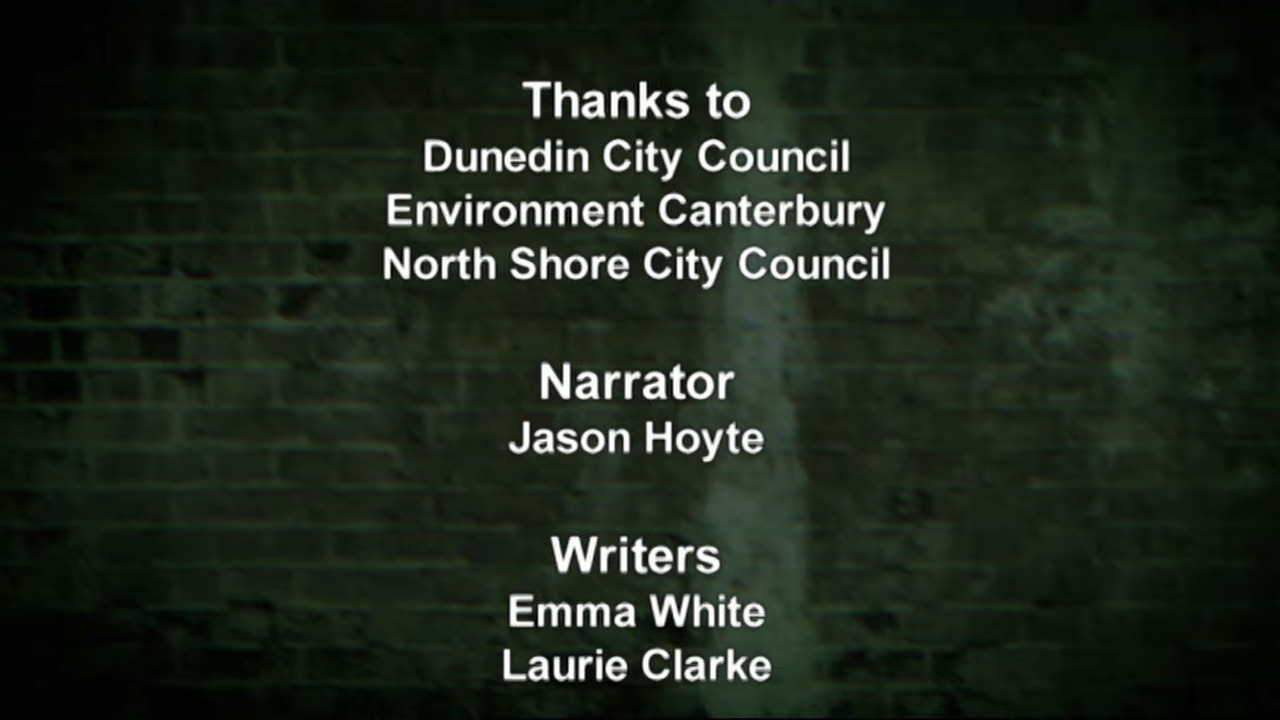 Thanks to
Dunedin City Council
Environment Canterbury
North Shore City Council
Narrator
Jason Hoyte
Writers
Emma White
Laurie Clarke